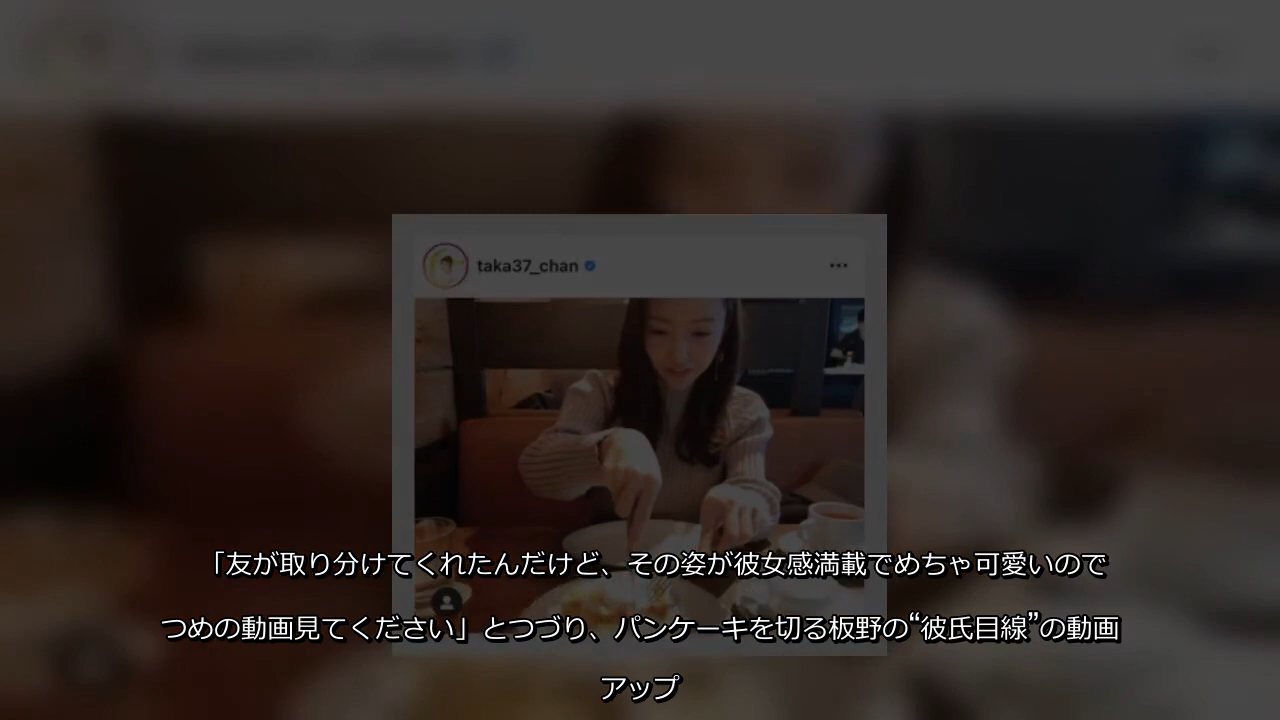 taka37_chan
「友が取り分けてくれたんだけど、その姿が彼女感満載でめちゃ可愛いので
つめの動画見てください」とつづり、パンケーキを切る板野の“彼氏目線”の動画
アップ